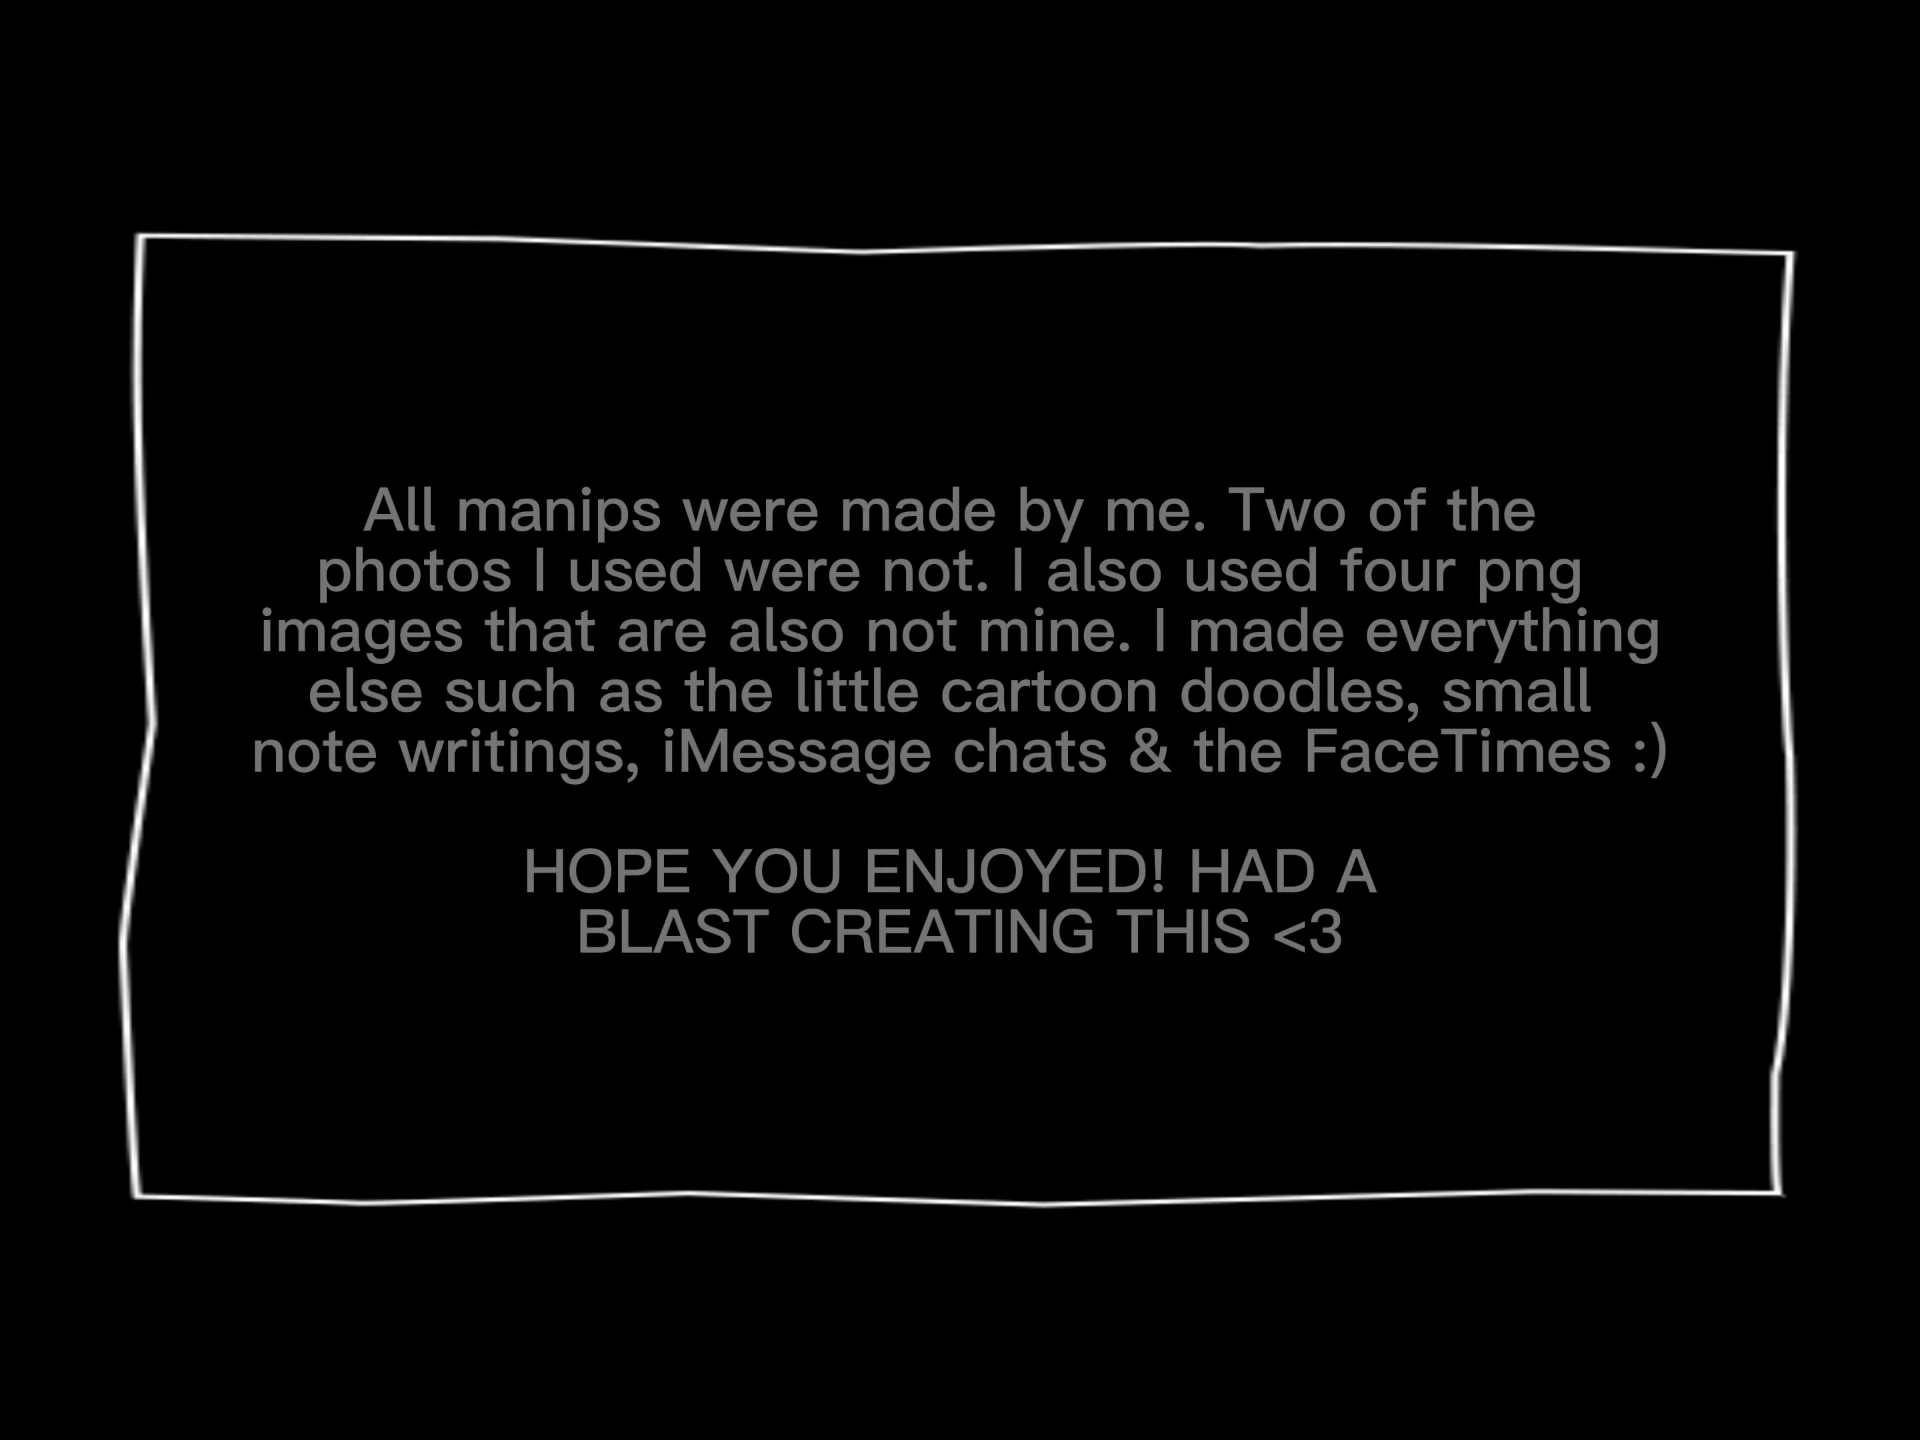 All manips were made by me. Two of the
photos I used were not. I also used four png
images that are also not mine. I made everything
else such as the little cartoon doodles, small
note writings, iMessage chats & the FaceTimes :)
HOPE YOU ENJOYED! HAD A
BLAST CREATING THIS <3